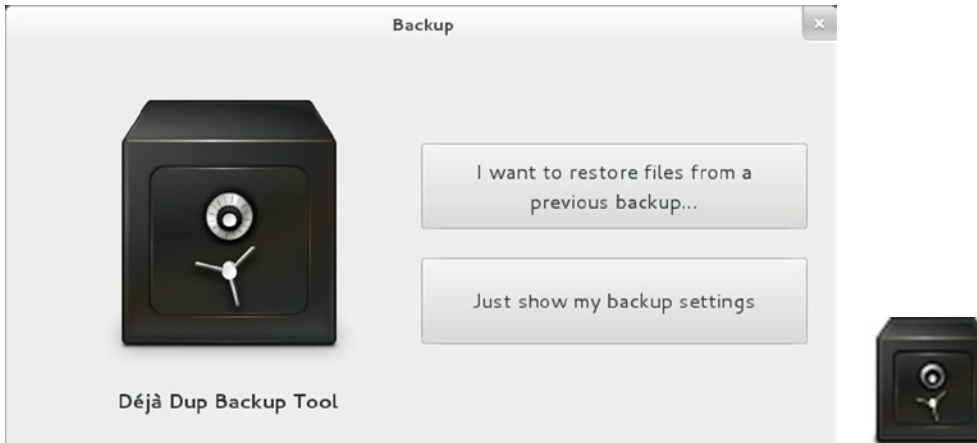 Backup
I want to restore files from a
previous backup...
Just show my backup settings
Déjà Dup Backup Tool